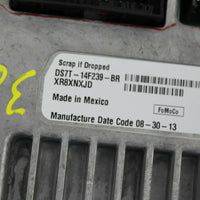 Scrap if Dropped
DS7T-14F239-BR
XR8XNXJD
Made in Mexico
FoMoCo
Manufacture Date Code 08-30-13